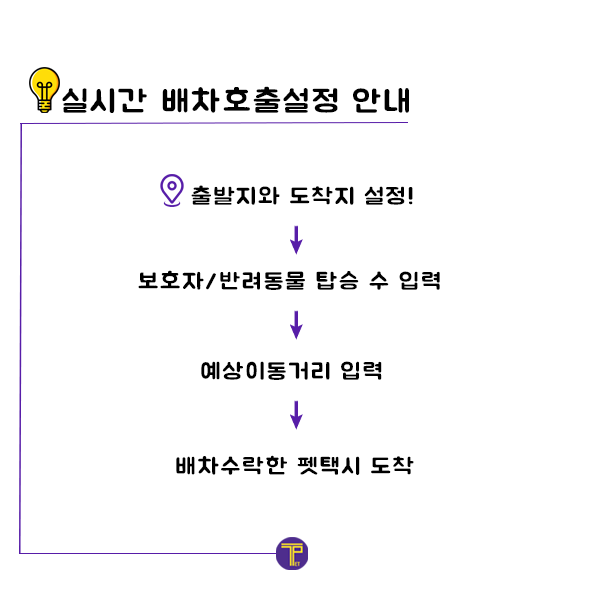 실시간 배차호출설정 안내
출발지와 도착지 설정!
보호자/반려동물 탑승 수 입력
예상이동거리 입력
배차수락한 펫택시 도착
TPET